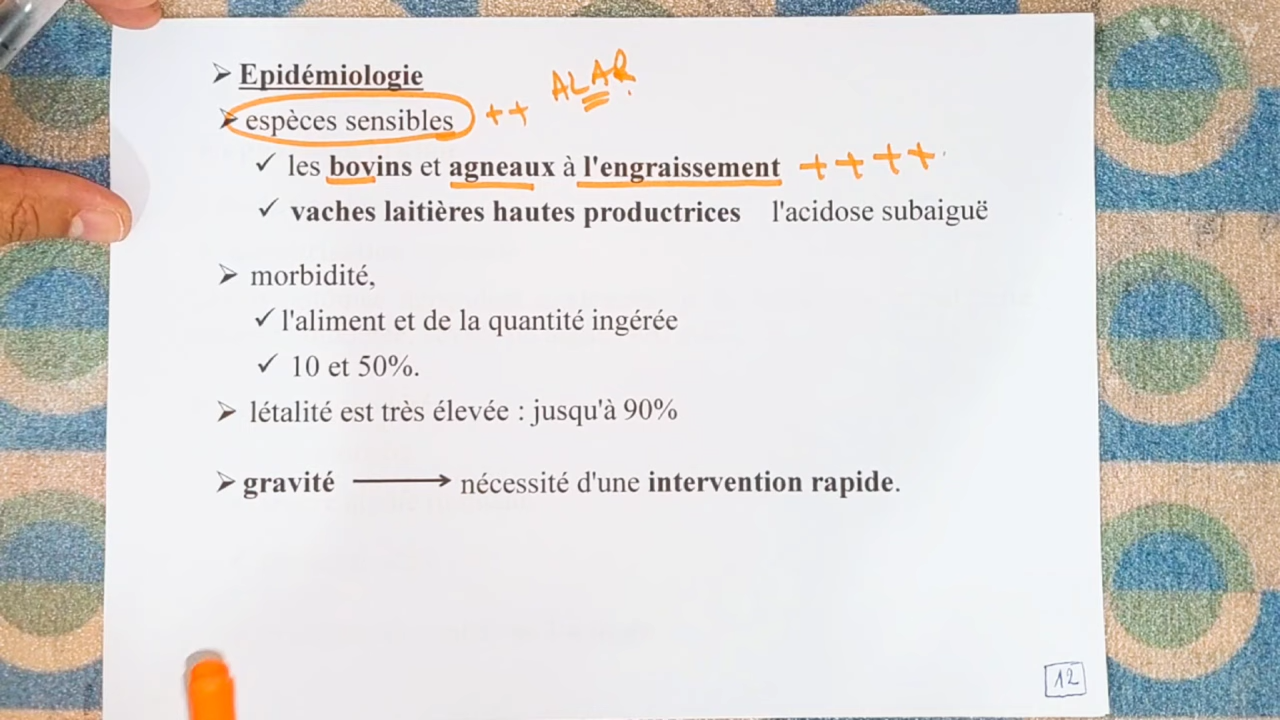 ➢ Epidémiologie
ALAR
➢ espèces sensibles ++
✓ les bovins et agneaux à l'engraissement ++++
✓ vaches laitières hautes productrices l'acidose subaiguë
➢ morbidité,
✓ l'aliment et de la quantité ingérée
✓ 10 et 50%.
➢ létalité est très élevée : jusqu'à 90%
➢ gravité ⟶ nécessité d'une intervention rapide.
12